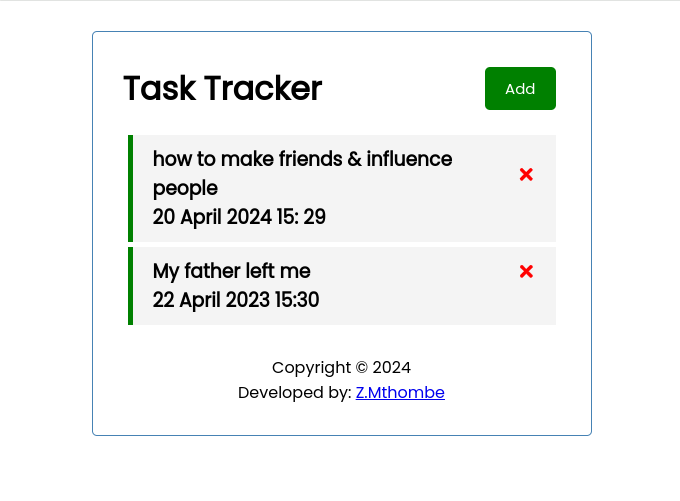 Task Tracker
Add
how to make friends & influence
people
20 April 2024 15: 29
My father left me
22 April 2023 15:30
Copyright © 2024
Developed by: Z.Mthombe